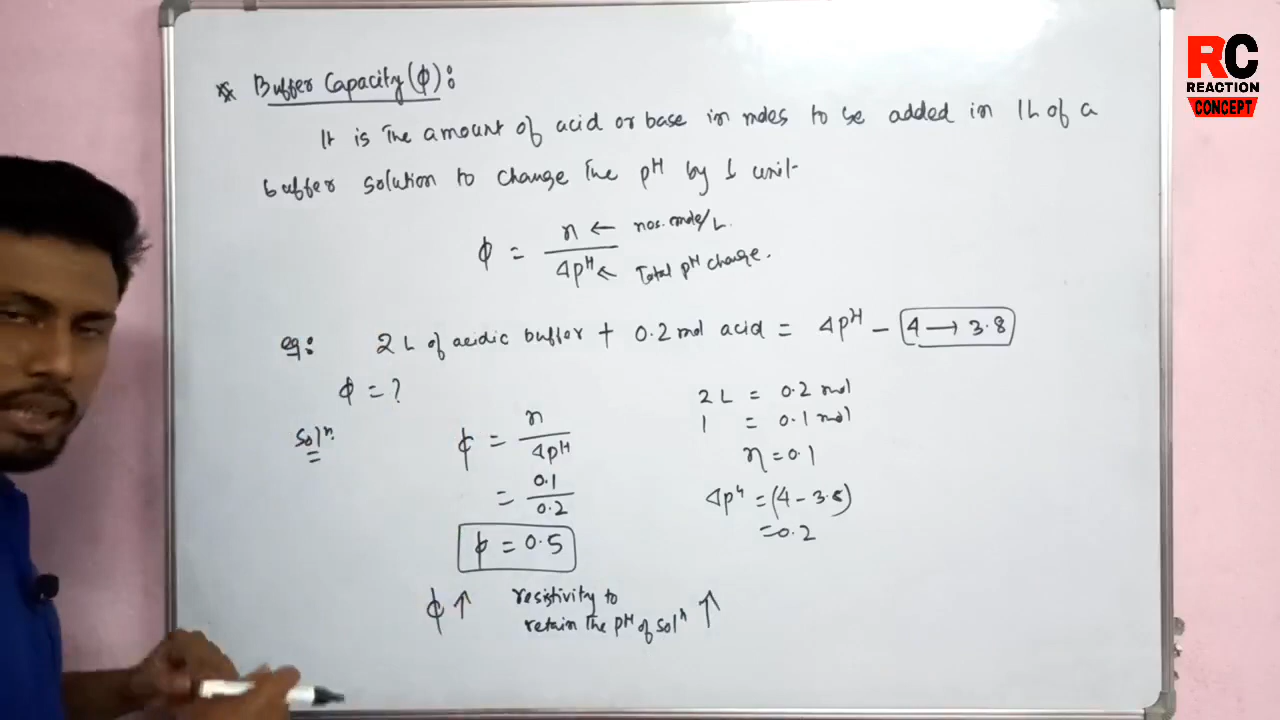 RC
REACTION
CONCEPT
* Buffer Capacity (ϕ):
It is the amount of acid or base in moles to be added in 1L of a
buffer solution to change the pH by 1 unit
ϕ = n / ΔpH
n ← nos. mole/L.
ΔpH ← Total pH change.
eg: 2 L of acidic buffer + 0.2 mol acid = ΔpH – 4 → 3.8
ϕ = ?
Solⁿ.
ϕ = n / ΔpH
= 0.1 / 0.2
ϕ = 0.5
2 L = 0.2 mol
1 = 0.1 mol
n = 0.1
ΔpH = (4 - 3.8)
= 0.2
ϕ ↑ resistivity to
retain the pH of solⁿ ↑